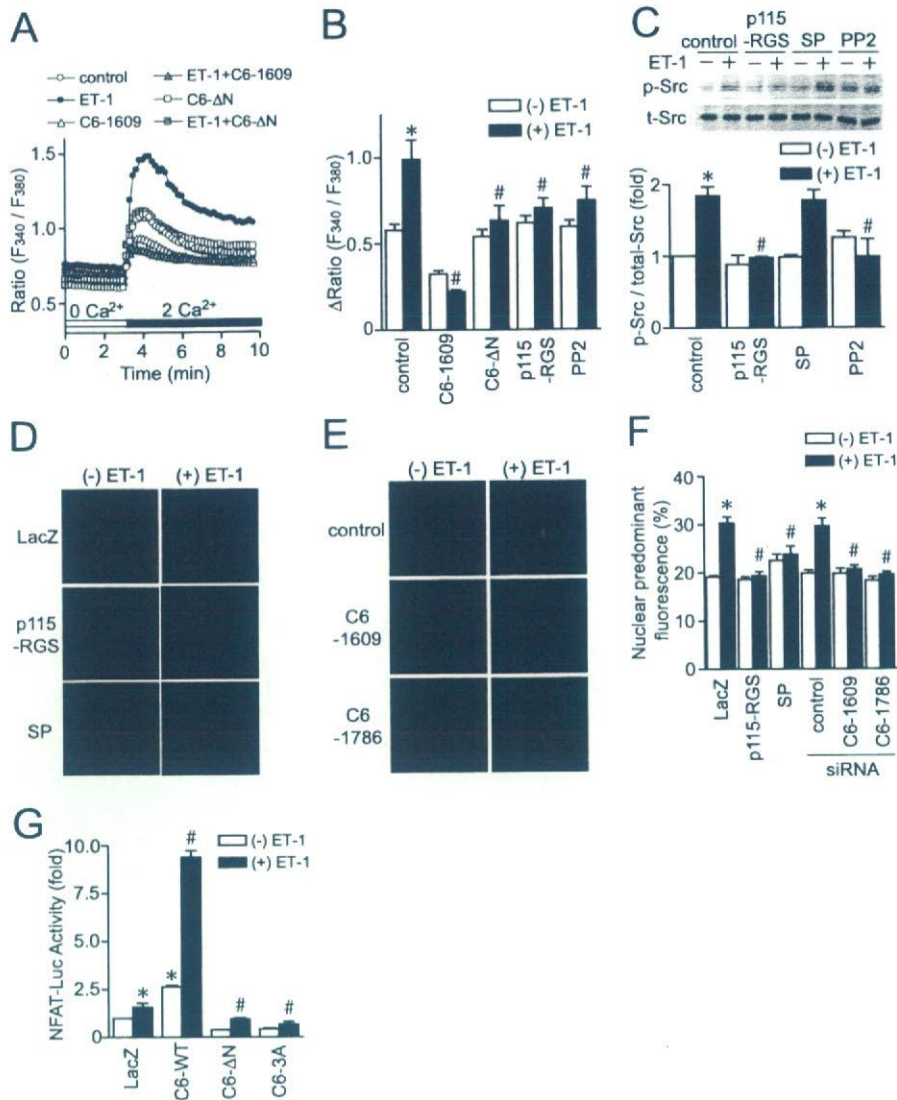 A
control
ET-1
C6-1609
ET-1+C6-1609
C6-ΔN
ET-1+C6-ΔN
Ratio (F340 / F380)
1.5
1.0
0.5
0 Ca2+
2 Ca2+
0 2 4 6 8 10
Time (min)
B
(-) ET-1
(+) ET-1
ΔRatio (F340 / F380)
1.0
0.5
0
* # # # #
control
C6-1609
C6-ΔN
p115
-RGS
PP2
C
control
p115
-RGS
SP
PP2
ET-1 − + − + − + − +
p-Src
t-Src
(-) ET-1
(+) ET-1
p-Src / total-Src (fold)
2
1
0
* # #
control
p115
-RGS
SP
PP2
D
(-) ET-1 (+) ET-1
LacZ
p115
-RGS
SP
E
(-) ET-1 (+) ET-1
control
C6
-1609
C6
-1786
F
(-) ET-1
(+) ET-1
Nuclear predominant
fluorescence (%)
40
30
20
10
0
* # # * # #
LacZ
p115-RGS
SP
control
C6-1609
C6-1786
siRNA
G
(-) ET-1
(+) ET-1
NFAT-Luc Activity (fold)
10.0
7.5
5.0
2.5
0
* * # # #
LacZ
C6-WT
C6-ΔN
C6-3A